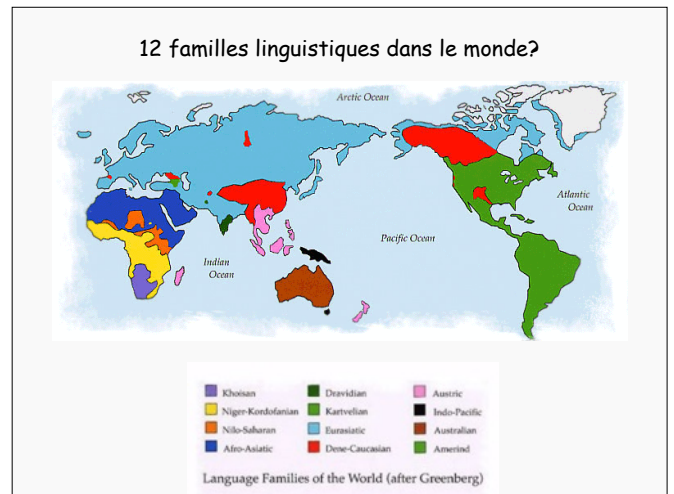 12 familles linguistiques dans le monde?
Arctic Ocean
Atlantic
Ocean
Pacific Ocean
Indian
Ocean
Khoisan
Niger-Kordofanian
Nilo-Saharan
Afro-Asiatic
Dravidian
Kartvelian
Eurasiatic
Dene-Caucasian
Austric
Indo-Pacific
Australian
Amerind
Language Families of the World (after Greenberg)